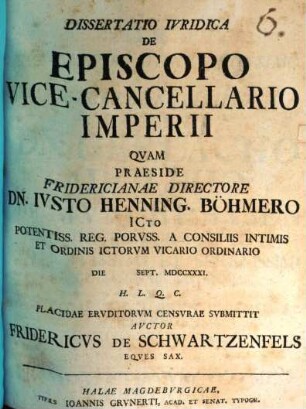 6.
DISSERTATIO IVRIDICA
DE
EPISCOPO
VICE-CANCELLARIO
IMPERII
QVAM
PRAESIDE
FRIDERICIANAE DIRECTORE
DN. IVSTO HENNING. BÖHMERO
ICTO
POTENTISS. REG. PORVSS. A CONSILIIS INTIMIS
ET ORDINIS ICTORVM VICARIO ORDINARIO
DIE SEPT. MDCCXXXI.
H. L. Q. C.
PLACIDAE ERVDITORVM CENSVRAE SVBMITTIT
AVCTOR
FRIDERICVS DE SCHWARTZENFELS
EQVES SAX.
HALAE MAGDEBVRGICAE,
TYPIS IOANNIS GRVNERTI, ACAD. ET SENAT. TYPOGR.